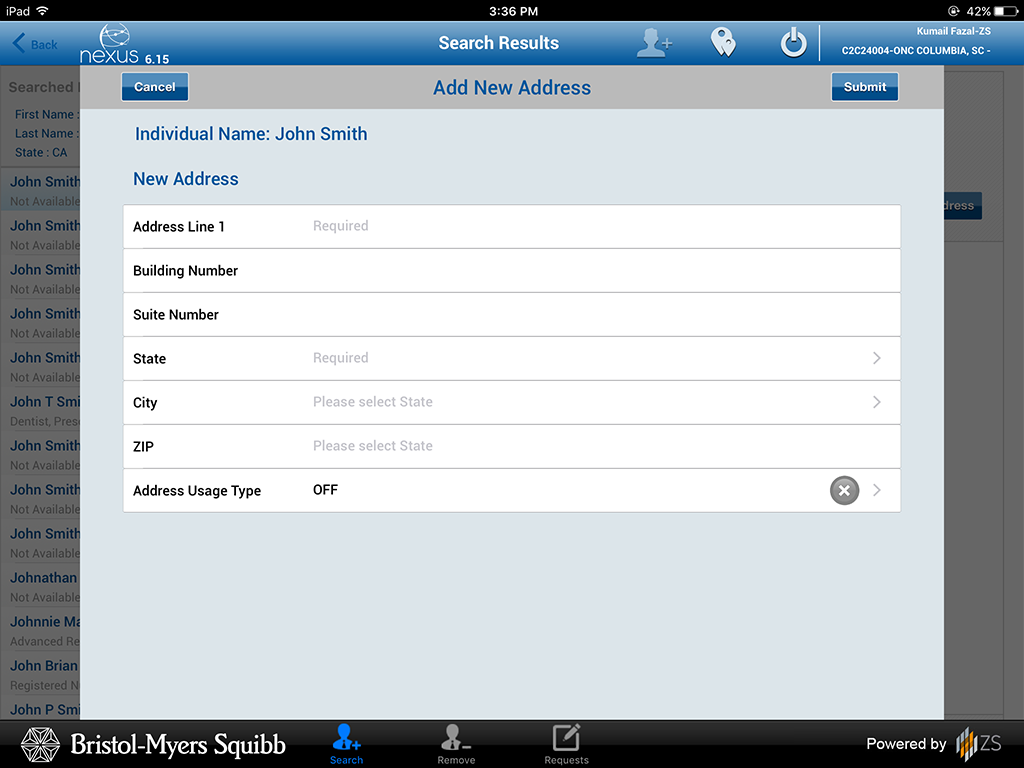 iPad 3:36 PM 42%
Back nexus 6.15 Search Results Kumail Fazal-ZS
C2C24004-ONC COLUMBIA, SC -
Cancel Add New Address Submit
Searched
First Name :
Last Name :
State : CA
Individual Name: John Smith
New Address
Address Line 1 Required
Building Number
Suite Number
State Required
City Please select State
ZIP Please select State
Address Usage Type OFF
John Smith
Not Available
John Smith
Not Available
John Smith
Not Available
John Smith
Not Available
John Smith
Not Available
John T Smi
Dentist, Pres
John Smith
Not Available
John Smith
Not Available
John Smith
Not Available
Johnathan
Not Available
Johnnie Ma
Advanced Re
John Brian
Registered N
John P Smi
dress
Bristol-Myers Squibb Search Remove Requests Powered by ZS